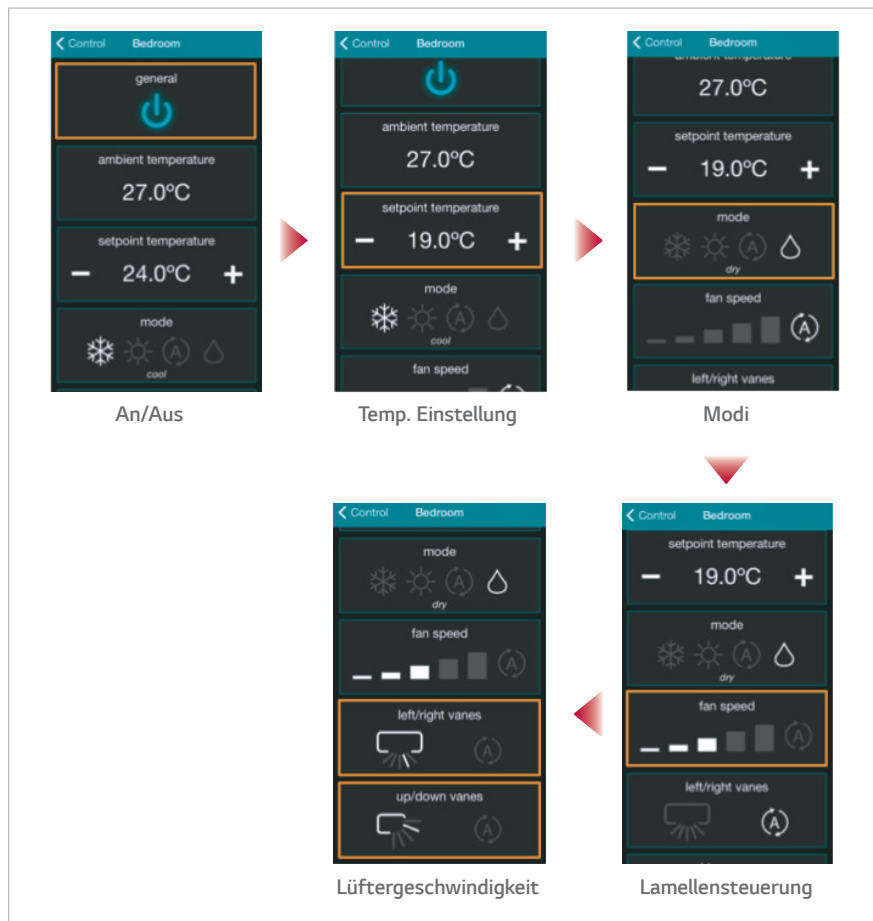 Control Bedroom
general
ambient temperature
27.0ºC
setpoint temperature
− 24.0ºC +
mode
A
cool
An/Aus
Control Bedroom
ambient temperature
27.0ºC
setpoint temperature
− 19.0ºC +
mode
A
cool
fan speed
Temp. Einstellung
Control Bedroom
ambient temperature
27.0ºC
setpoint temperature
− 19.0ºC +
mode
A
dry
fan speed
A
left/right vanes
Modi
Control Bedroom
mode
A
dry
fan speed
A
left/right vanes
A
up/down vanes
A
Lüftergeschwindigkeit
Control Bedroom
setpoint temperature
− 19.0ºC +
mode
A
dry
fan speed
A
left/right vanes
A
Lamellensteuerung